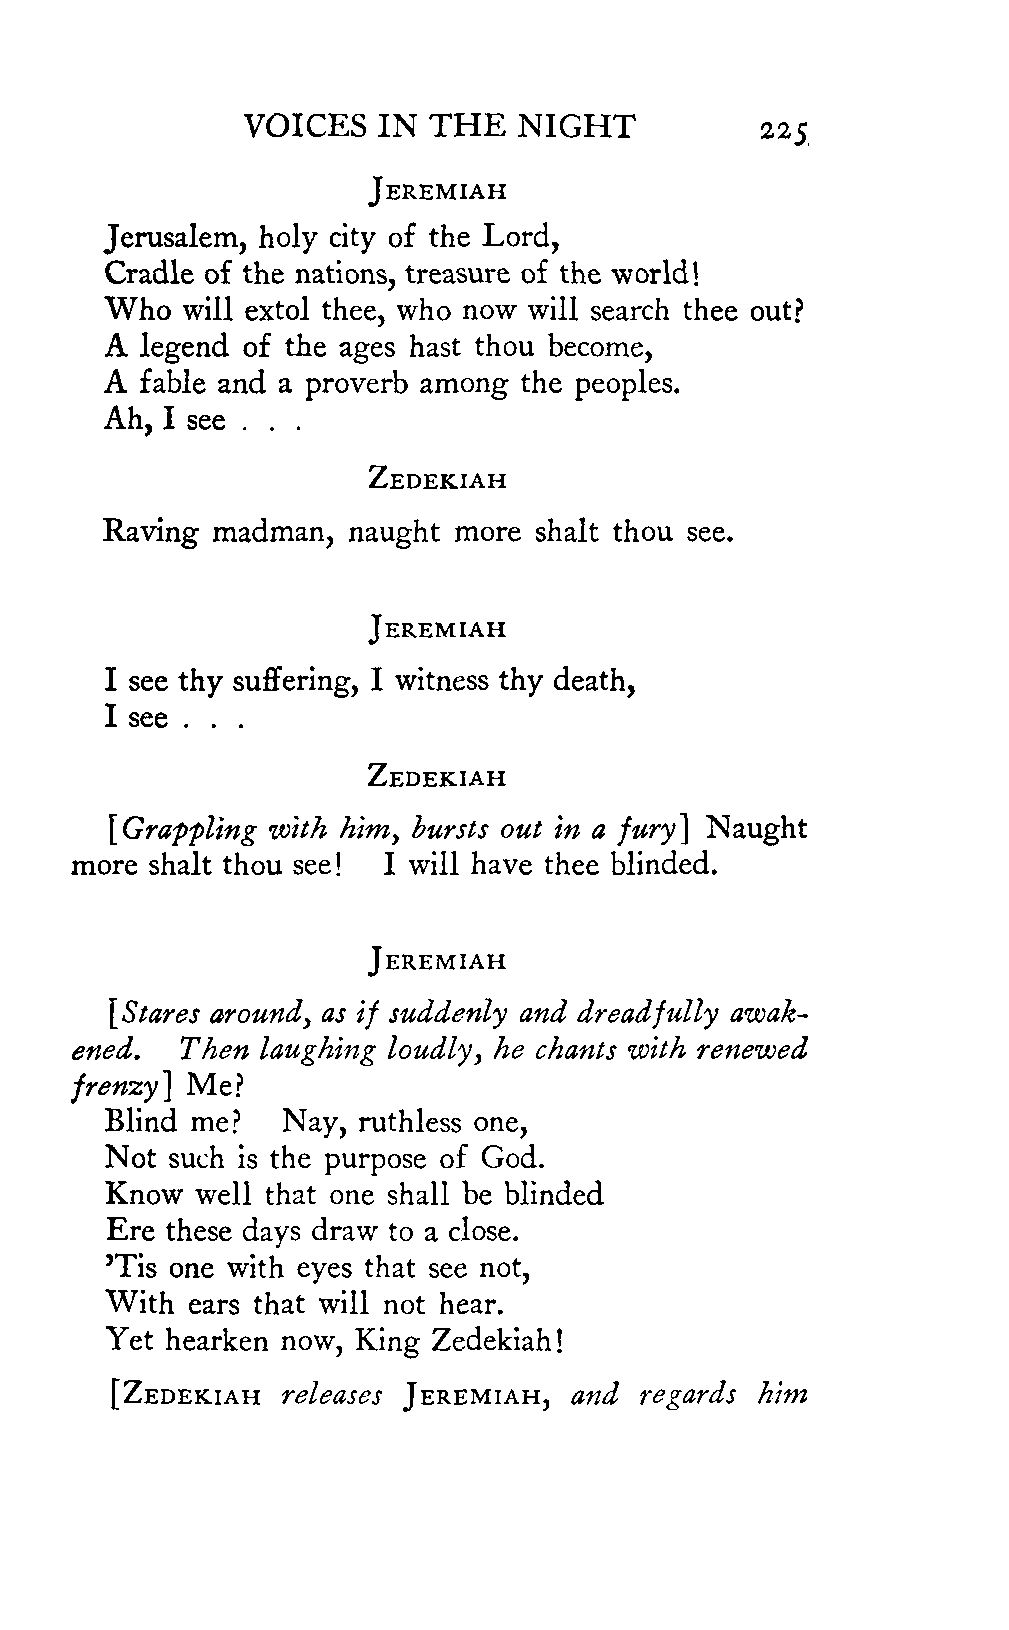 VOICES IN THE NIGHT 225
JEREMIAH
Jerusalem, holy city of the Lord,
Cradle of the nations, treasure of the world!
Who will extol thee, who now will search thee out?
A legend of the ages hast thou become,
A fable and a proverb among the peoples.
Ah, I see . . .
ZEDEKIAH
Raving madman, naught more shalt thou see.
JEREMIAH
I see thy suffering, I witness thy death,
I see . . .
ZEDEKIAH
[Grappling with him, bursts out in a fury] Naught
more shalt thou see! I will have thee blinded.
JEREMIAH
[Stares around, as if suddenly and dreadfully awak-
ened. Then laughing loudly, he chants with renewed
frenzy] Me?
Blind me? Nay, ruthless one,
Not such is the purpose of God.
Know well that one shall be blinded
Ere these days draw to a close.
'Tis one with eyes that see not,
With ears that will not hear.
Yet hearken now, King Zedekiah!
[ZEDEKIAH releases JEREMIAH, and regards him